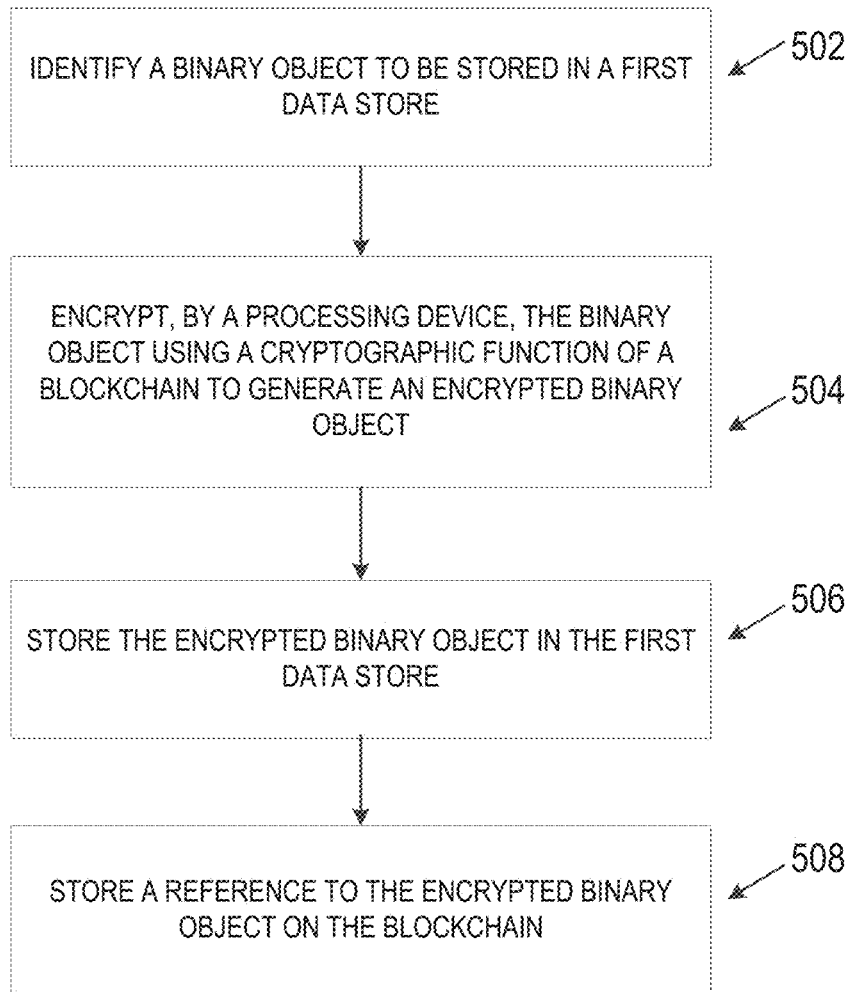 IDENTIFY A BINARY OBJECT TO BE STORED IN A FIRST
DATA STORE
502
ENCRYPT, BY A PROCESSING DEVICE, THE BINARY
OBJECT USING A CRYPTOGRAPHIC FUNCTION OF A
BLOCKCHAIN TO GENERATE AN ENCRYPTED BINARY
OBJECT
504
STORE THE ENCRYPTED BINARY OBJECT IN THE FIRST
DATA STORE
506
STORE A REFERENCE TO THE ENCRYPTED BINARY
OBJECT ON THE BLOCKCHAIN
508